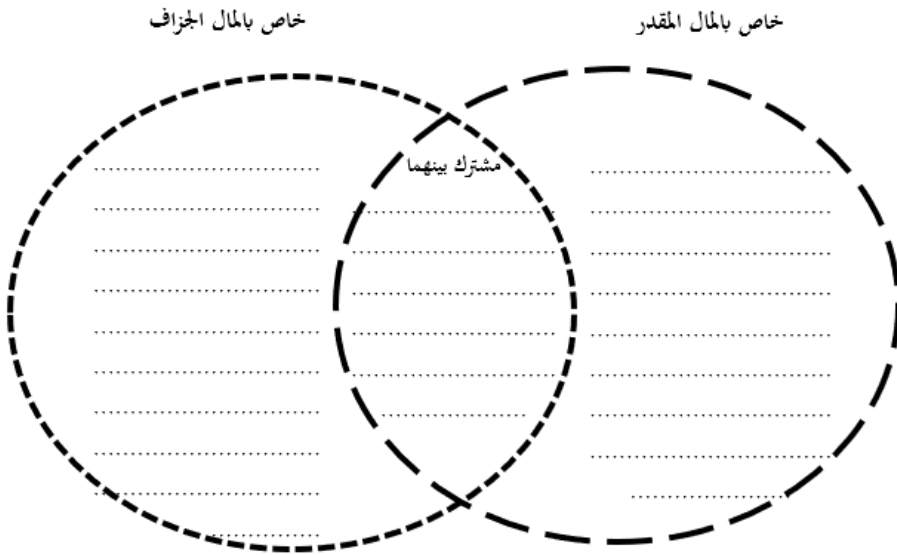 خاص بالمال المقدر
خاص بالمال الجزاف
مشترك بينهما